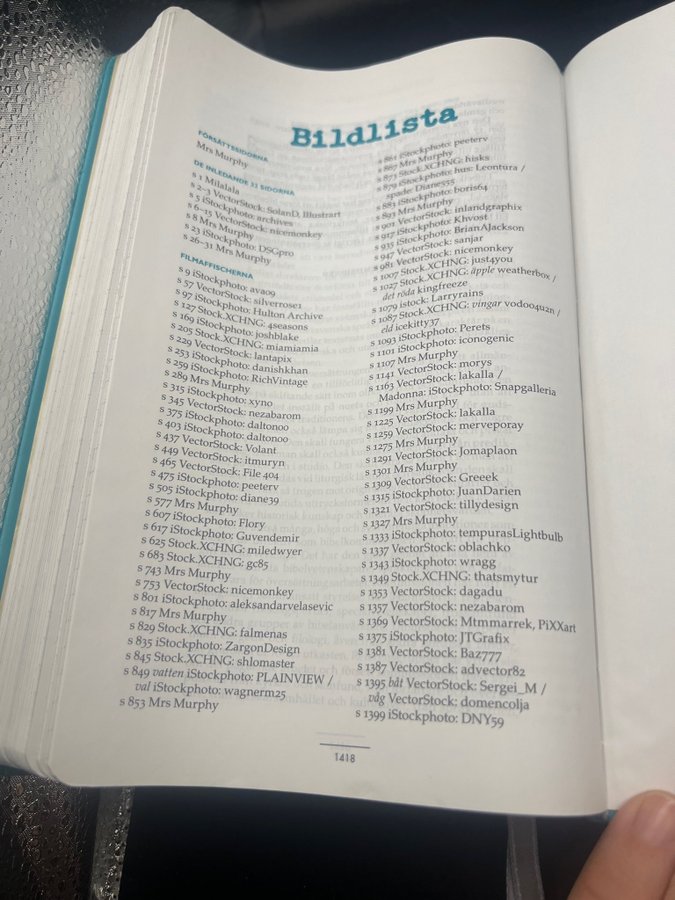 Bildlista
FÖRSÄTTSSIDORNA
Mrs Murphy
DE INLEDANDE 32 SIDORNA
s 1 Milalala
s 2–3 VectorStock: SolanD, Illustrart
s 5 iStockphoto: archives
s 6–15 VectorStock: nicemonkey
s 8 Mrs Murphy
s 23 iStockphoto: DSGpro
s 26-31 Mrs Murphy
FILMAFFISCHERNA
s 9 iStockphoto: ava09
s 57 VectorStock: silverrose1
s 97 iStockphoto: Hulton Archive
s 127 Stock.XCHNG: 4seasons
s 169 iStockphoto: joshblake
s 205 Stock.XCHNG: miamiamia
s 229 VectorStock: lantapix
s 253 iStockphoto: danishkhan
s 259 iStockphoto: RichVintage
s 289 Mrs Murphy
s 315 iStockphoto: xyno
s 345 VectorStock: nezabarom
s 375 iStockphoto: daltonoo
s 403 iStockphoto: daltonoo
s 437 VectorStock: Volant
s 449 VectorStock: itmuryn
s 465 VectorStock: File 404
s 475 iStockphoto: peeterv
s 505 iStockphoto: diane39
s 577 Mrs Murphy
s 607 iStockphoto: Flory
s 617 iStockphoto: Guvendemir
s 625 Stock.XCHNG: miledwyer
s 683 Stock.XCHNG: gc85
s 743 Mrs Murphy
s 753 VectorStock: nicemonkey
s 801 iStockphoto: aleksandarvelasevic
s 817 Mrs Murphy
s 829 Stock.XCHNG: falmenas
s 835 iStockphoto: ZargonDesign
s 845 Stock.XCHNG: shlomaster
s 849 vatten iStockphoto: PLAINVIEW /
val iStockphoto: wagnerm25
s 853 Mrs Murphy
s 861 iStockphoto: peeterv
s 867 Mrs Murphy
s 873 Stock.XCHNG: hisks
s 879 iStockphoto: hus: Leontura /
spade: Diane555
s 883 iStockphoto: boris64
s 893 Mrs Murphy
s 901 VectorStock: inlandgraphix
s 917 iStockphoto: Khvost
s 935 iStockphoto: BrianAJackson
s 947 VectorStock: sanjar
s 981 VectorStock: nicemonkey
s 1007 Stock.XCHNG: just4you
s 1027 Stock.XCHNG: äpple weatherbox /
det röda kingfreeze
s 1079 istock: Larryrains
s 1087 Stock.XCHNG: vingar vodoo4u2n /
eld icekitty37
s 1093 iStockphoto: Perets
s 1101 iStockphoto: iconogenic
s 1107 Mrs Murphy
s 1141 VectorStock: morys
s 1163 VectorStock: lakalla /
Madonna: iStockphoto: Snapgalleria
s 1199 Mrs Murphy
s 1225 VectorStock: lakalla
s 1259 VectorStock: merveporay
s 1275 Mrs Murphy
s 1291 VectorStock: Jomaplaon
s 1301 Mrs Murphy
s 1309 VectorStock: Greeek
s 1315 iStockphoto: JuanDarien
s 1321 VectorStock: tillydesign
s 1327 Mrs Murphy
s 1333 iStockphoto: tempurasLightbulb
s 1337 VectorStock: oblachko
s 1343 iStockphoto: wragg
s 1349 Stock.XCHNG: thatsmytur
s 1353 VectorStock: dagadu
s 1357 VectorStock: nezabarom
s 1369 VectorStock: Mtmmarrek, PiXXart
s 1375 iStockphoto: JTGrafix
s 1381 VectorStock: Baz777
s 1387 VectorStock: advector82
s 1395 båt VectorStock: Sergei_M /
våg VectorStock: domencolja
s 1399 iStockphoto: DNY59
1418